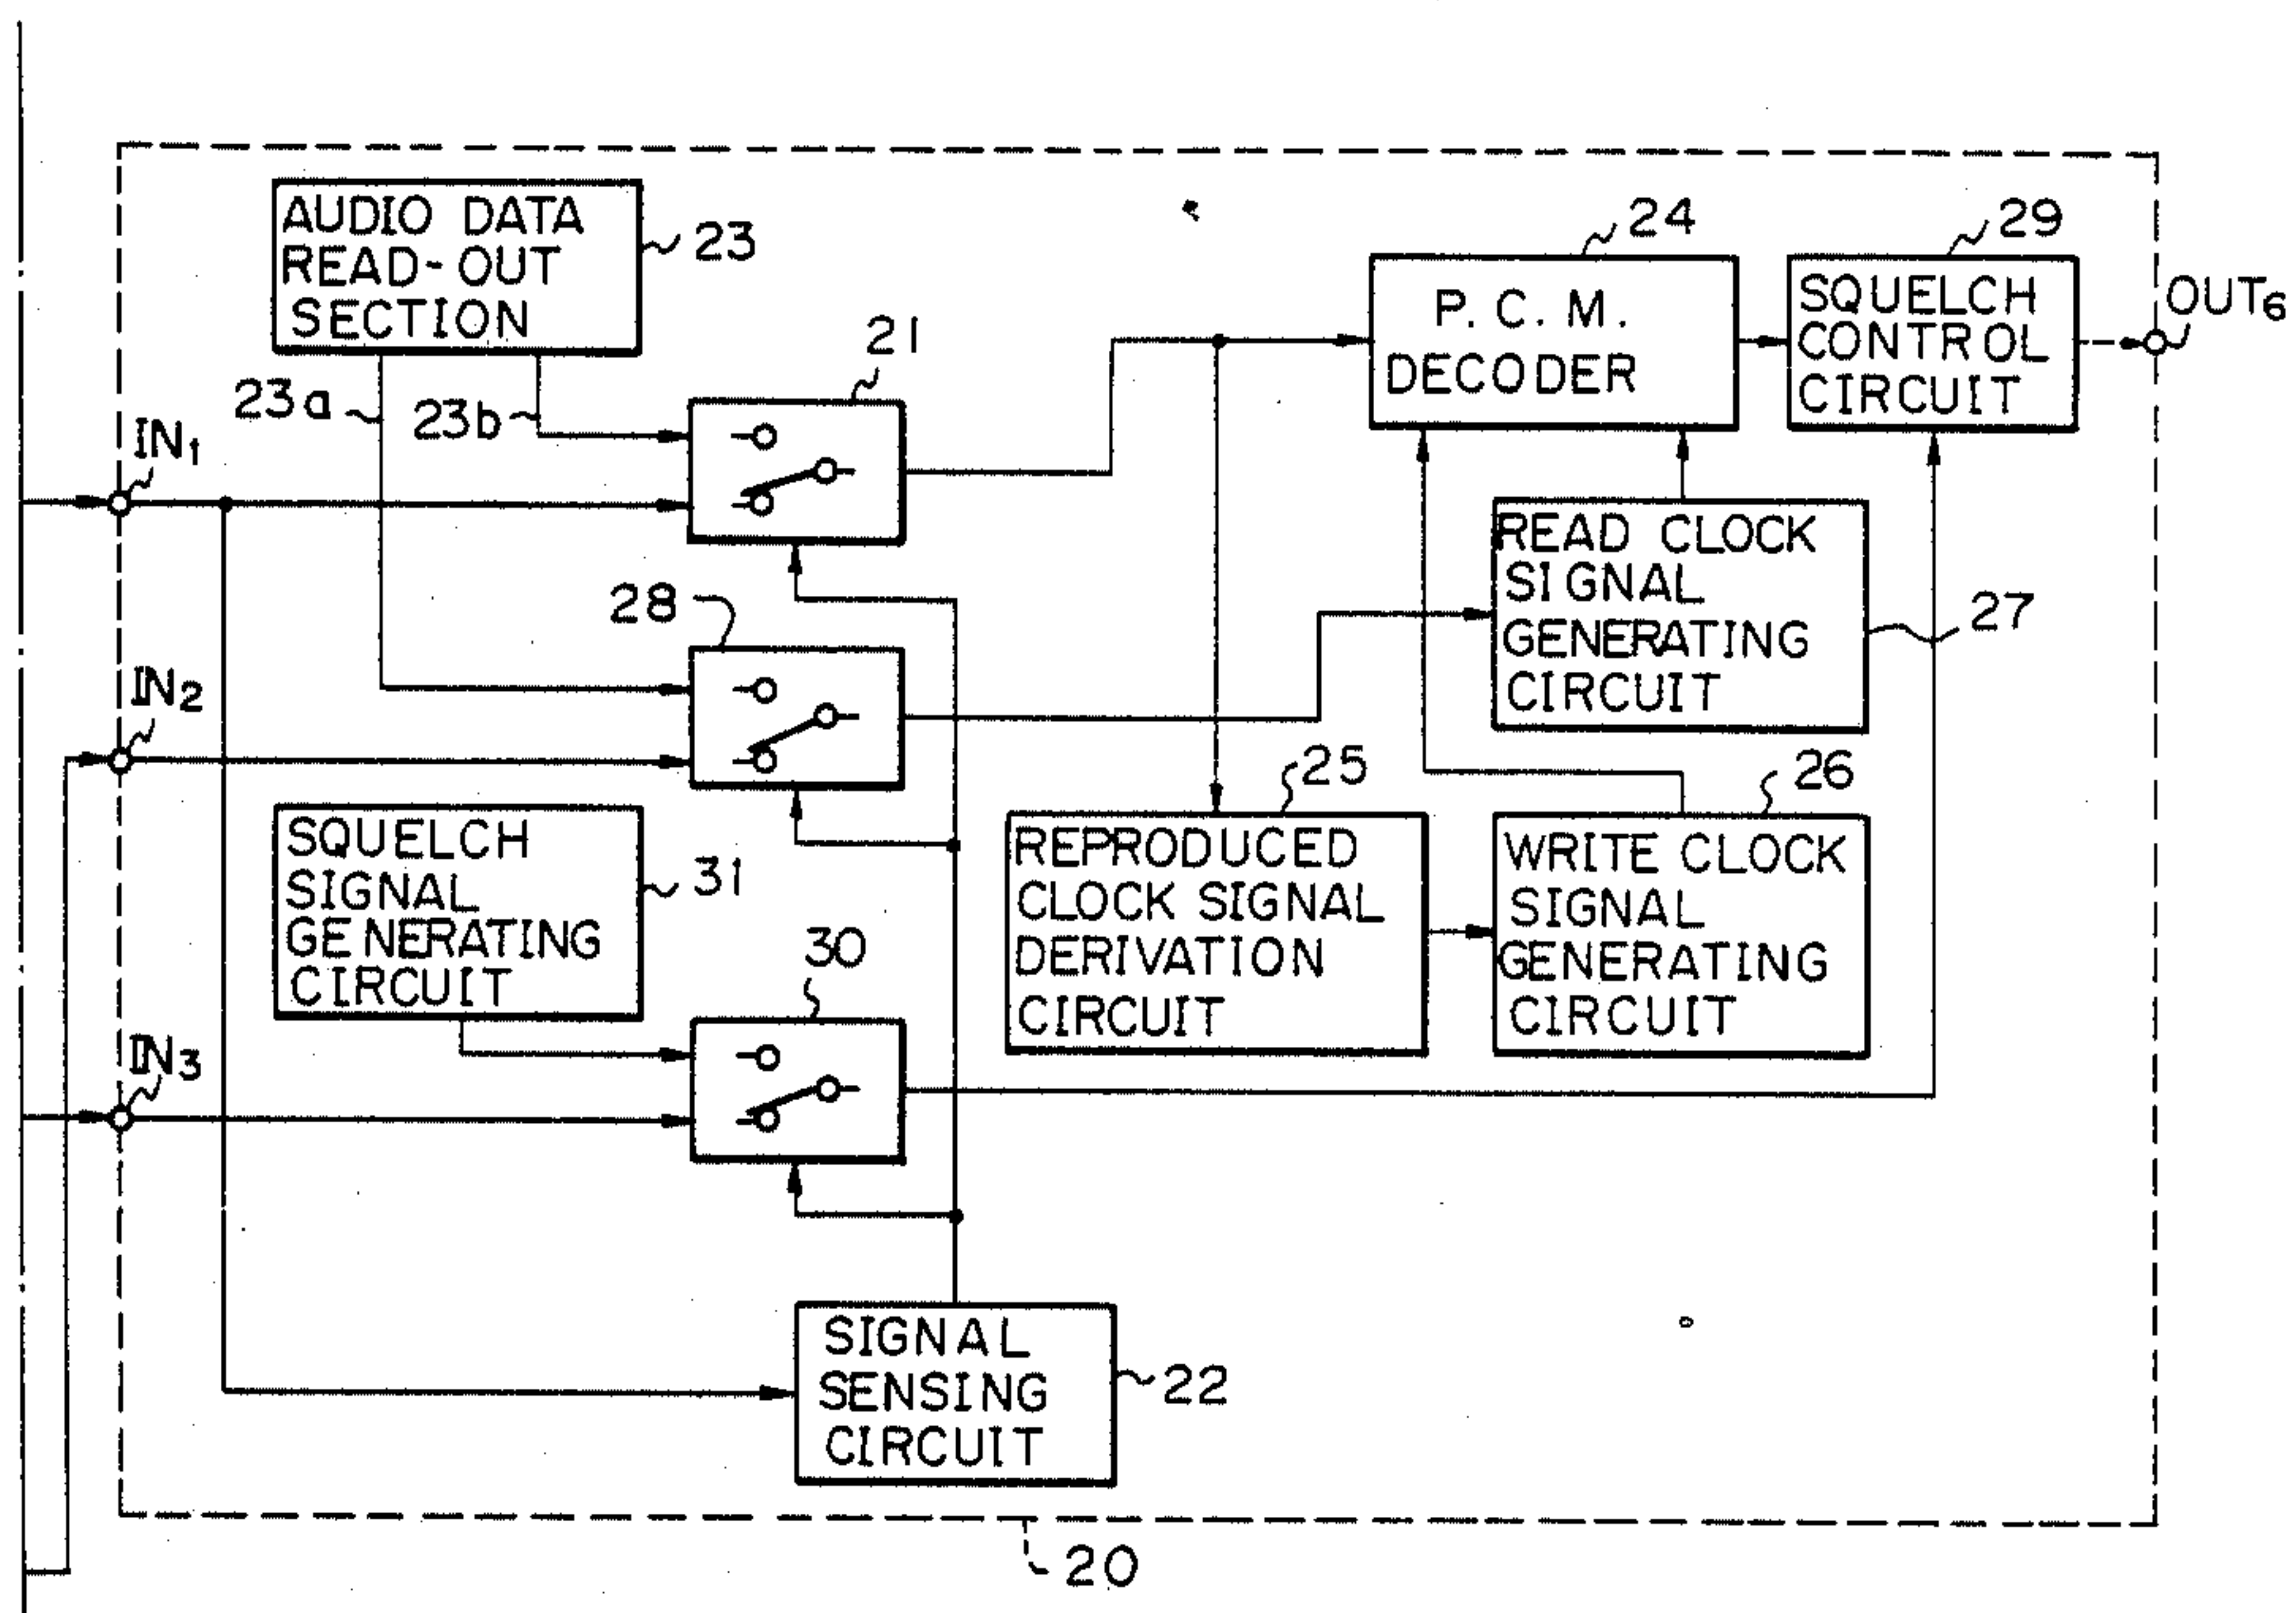 AUDIO DATA
READ-OUT
SECTION
23
23a
23b
21
24
P. C. M.
DECODER
29
SQUELCH
CONTROL
CIRCUIT
OUT6
IN1
28
READ CLOCK
SIGNAL
GENERATING
CIRCUIT
27
IN2
SQUELCH
SIGNAL
GENERATING
CIRCUIT
31
25
REPRODUCED
CLOCK SIGNAL
DERIVATION
CIRCUIT
26
WRITE CLOCK
SIGNAL
GENERATING
CIRCUIT
30
IN3
SIGNAL
SENSING
CIRCUIT
22
20